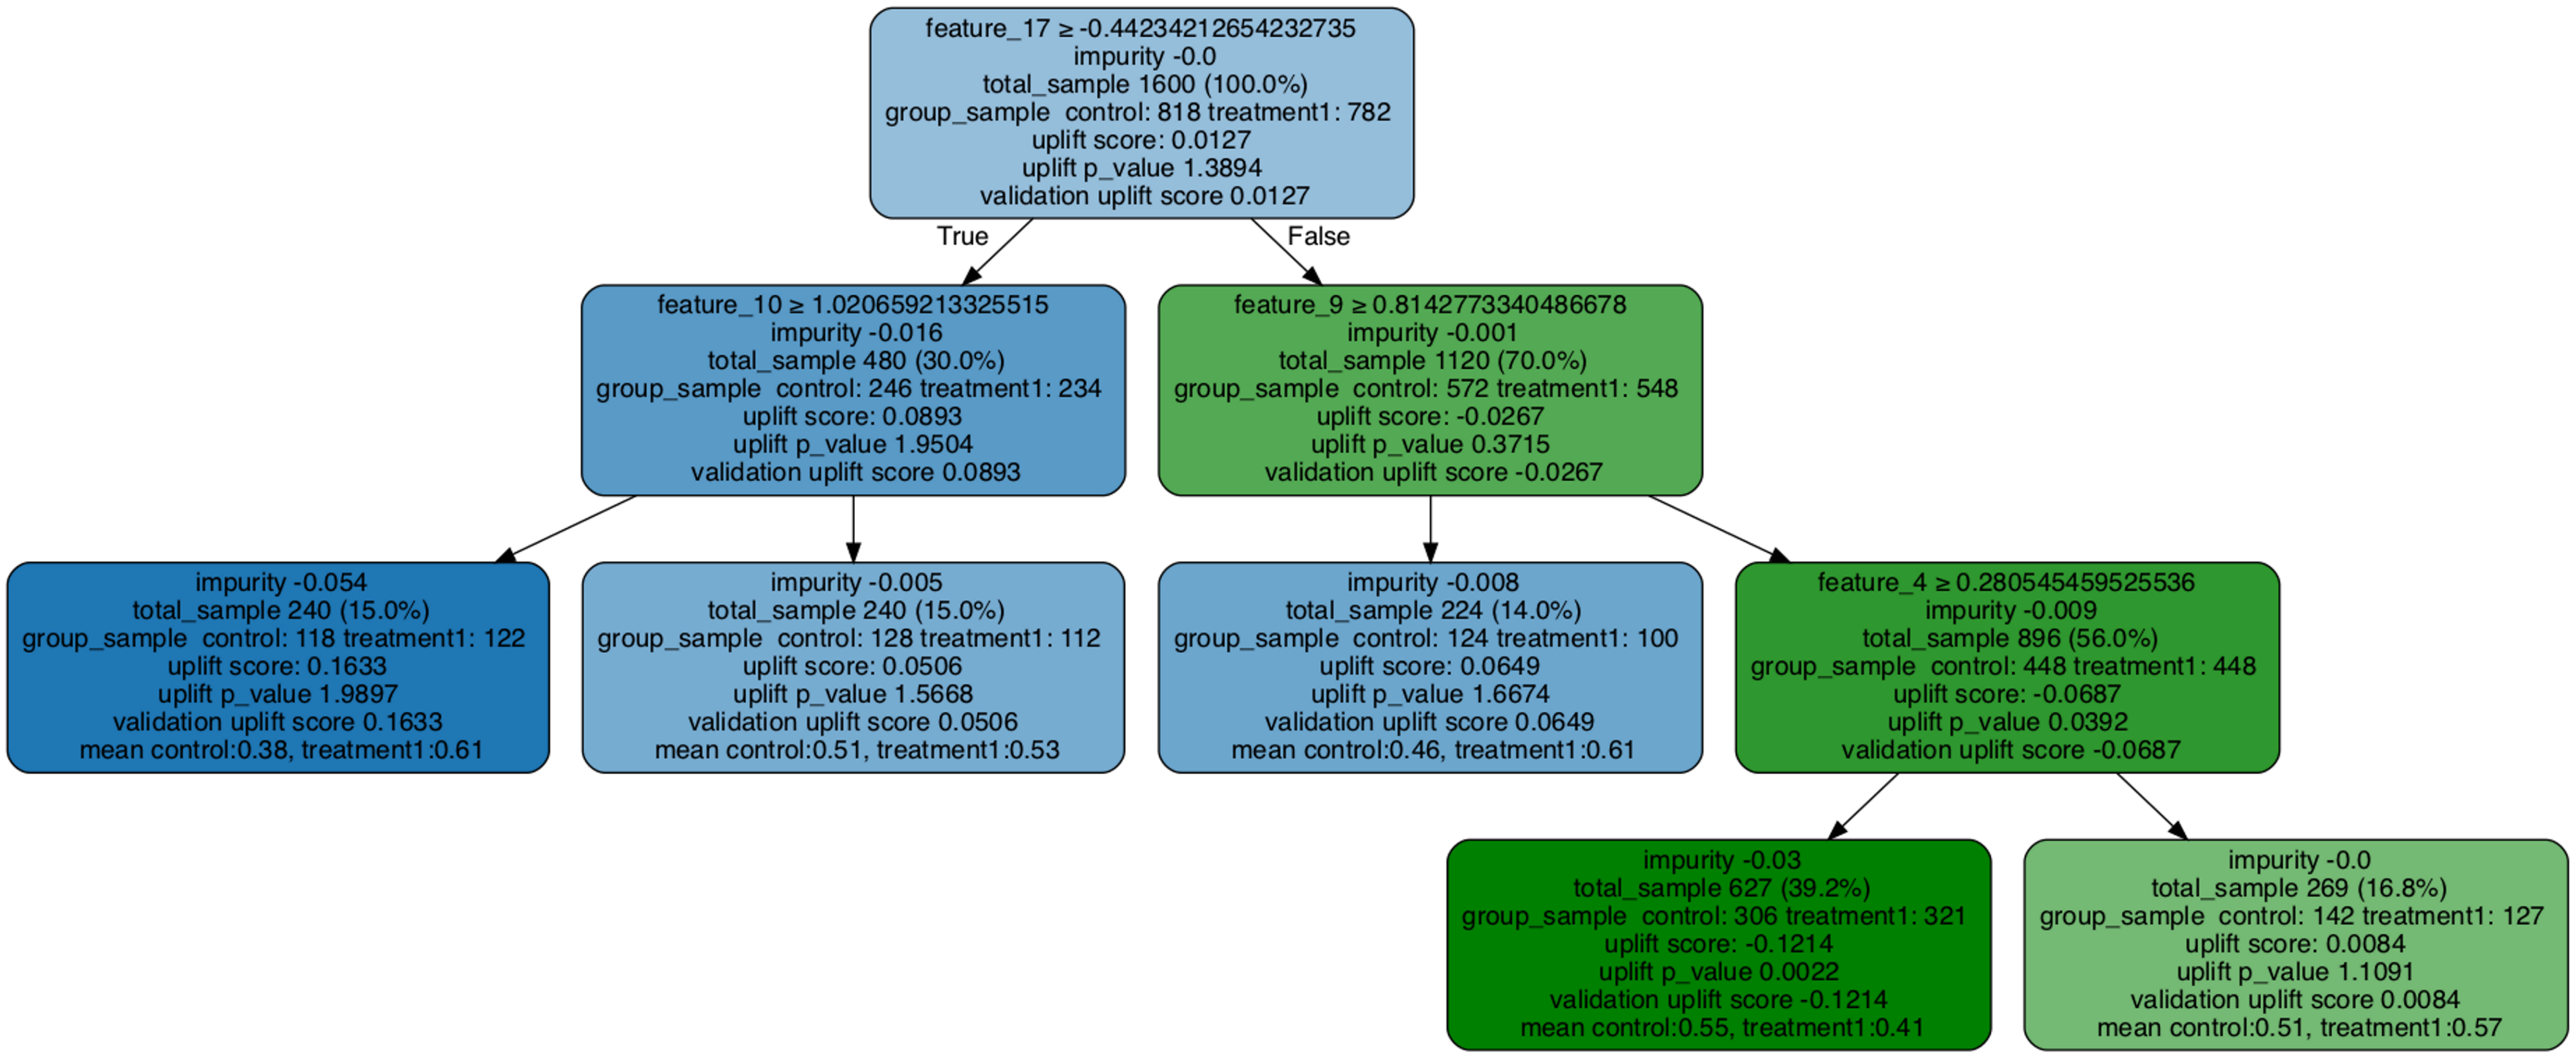 feature_17 ≥ -0.44234212654232735
impurity -0.0
total_sample 1600 (100.0%)
group_sample  control: 818 treatment1: 782
uplift score: 0.0127
uplift p_value 1.3894
validation uplift score 0.0127
True
False
feature_10 ≥ 1.020659213325515
impurity -0.016
total_sample 480 (30.0%)
group_sample  control: 246 treatment1: 234
uplift score: 0.0893
uplift p_value 1.9504
validation uplift score 0.0893
feature_9 ≥ 0.8142773340486678
impurity -0.001
total_sample 1120 (70.0%)
group_sample  control: 572 treatment1: 548
uplift score: -0.0267
uplift p_value 0.3715
validation uplift score -0.0267
impurity -0.054
total_sample 240 (15.0%)
group_sample  control: 118 treatment1: 122
uplift score: 0.1633
uplift p_value 1.9897
validation uplift score 0.1633
mean control:0.38, treatment1:0.61
impurity -0.005
total_sample 240 (15.0%)
group_sample  control: 128 treatment1: 112
uplift score: 0.0506
uplift p_value 1.5668
validation uplift score 0.0506
mean control:0.51, treatment1:0.53
impurity -0.008
total_sample 224 (14.0%)
group_sample  control: 124 treatment1: 100
uplift score: 0.0649
uplift p_value 1.6674
validation uplift score 0.0649
mean control:0.46, treatment1:0.61
feature_4 ≥ 0.280545459525536
impurity -0.009
total_sample 896 (56.0%)
group_sample  control: 448 treatment1: 448
uplift score: -0.0687
uplift p_value 0.0392
validation uplift score -0.0687
impurity -0.03
total_sample 627 (39.2%)
group_sample  control: 306 treatment1: 321
uplift score: -0.1214
uplift p_value 0.0022
validation uplift score -0.1214
mean control:0.55, treatment1:0.41
impurity -0.0
total_sample 269 (16.8%)
group_sample  control: 142 treatment1: 127
uplift score: 0.0084
uplift p_value 1.1091
validation uplift score 0.0084
mean control:0.51, treatment1:0.57